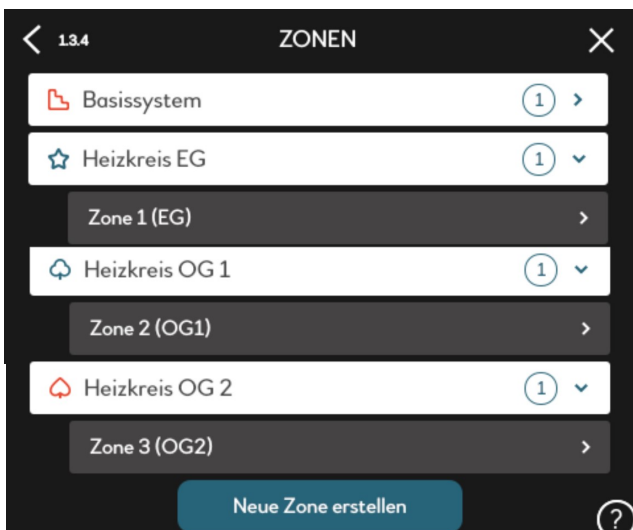 1.3.4 ZONEN
Basissystem 1
Heizkreis EG 1
Zone 1 (EG)
Heizkreis OG 1 1
Zone 2 (OG1)
Heizkreis OG 2 1
Zone 3 (OG2)
Neue Zone erstellen
?